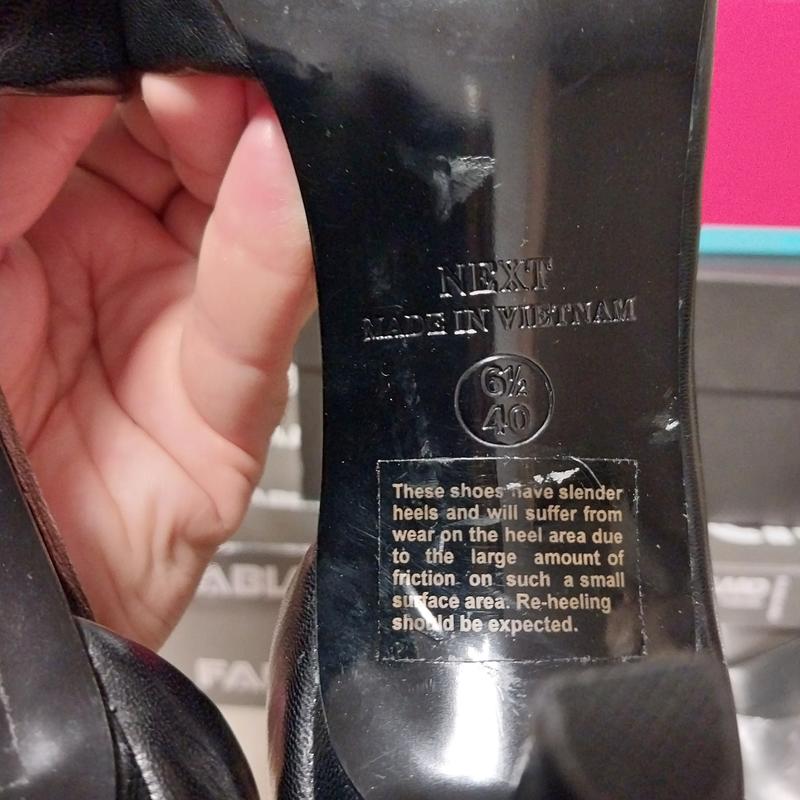 NEXT
MADE IN VIETNAM
6½
40
These shoes have slender
heels and will suffer from
wear on the heel area due
to the large amount of
friction on such a small
surface area. Re-heeling
should be expected.